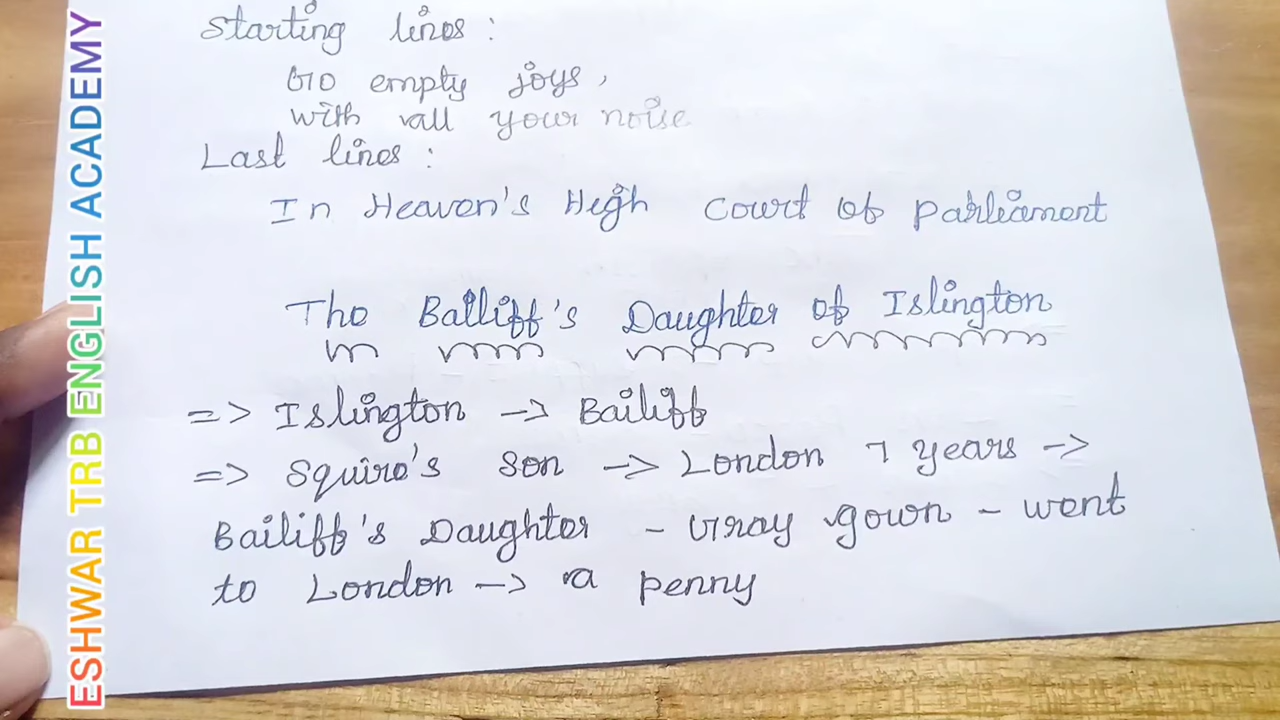 ESHWAR TRB ENGLISH ACADEMY
Starting lines:
Go empty joys,
with all your noise
Last lines:
In Heaven's High Court of Parliament
The Bailiff's Daughter of Islington
=> Islington -> Bailiff
=> Squire's son -> London 7 years ->
Bailiff's Daughter - Gray gown - went
to London -> a penny